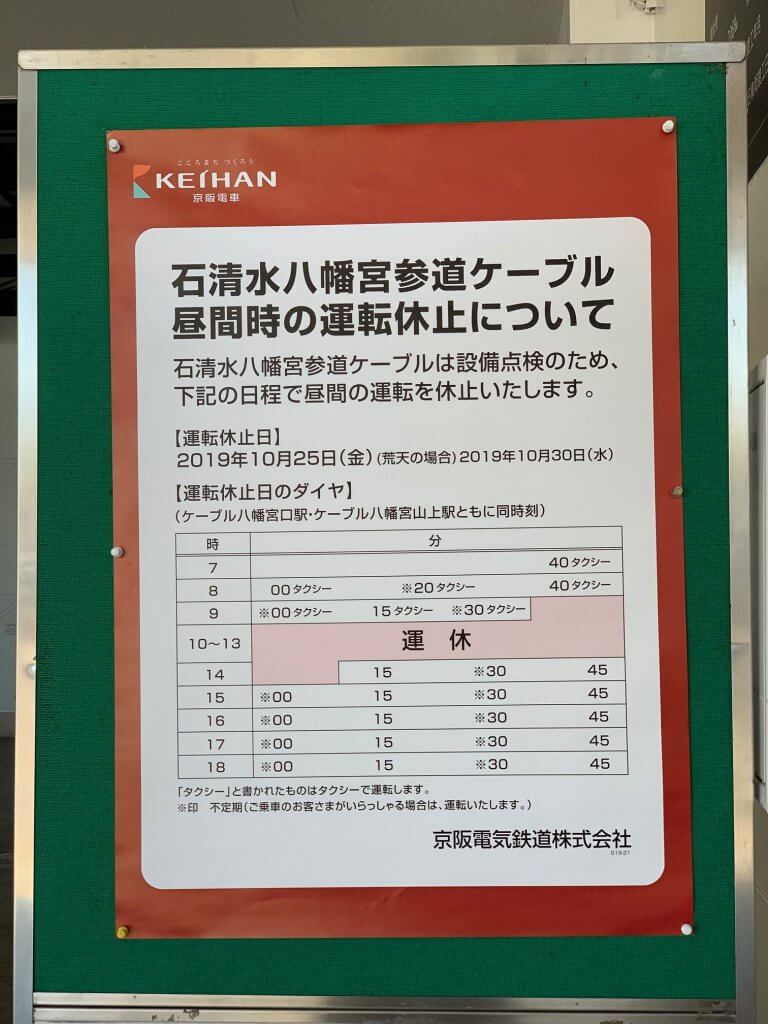 こころまち つくろう
KEIHAN
京阪電車
石清水八幡宮参道ケーブル
昼間時の運転休止について
石清水八幡宮参道ケーブルは設備点検のため、
下記の日程で昼間の運転を休止いたします。
【運転休止日】
2019年10月25日(金)(荒天の場合)2019年10月30日(水)
【運転休止日のダイヤ】
(ケーブル八幡宮口駅・ケーブル八幡宮山上駅ともに同時刻)
時 分
7 40タクシー
8 00タクシー ※20タクシー 40タクシー
9 ※00タクシー 15タクシー ※30タクシー
10〜13 運 休
14 15 ※30 45
15 ※00 15 ※30 45
16 ※00 15 ※30 45
17 ※00 15 ※30 45
18 ※00 15 ※30 45
「タクシー」と書かれたものはタクシーで運転します。
※印 不定期(ご乗車のお客さまがいらっしゃる場合は、運転いたします。)
京阪電気鉄道株式会社
S19-21